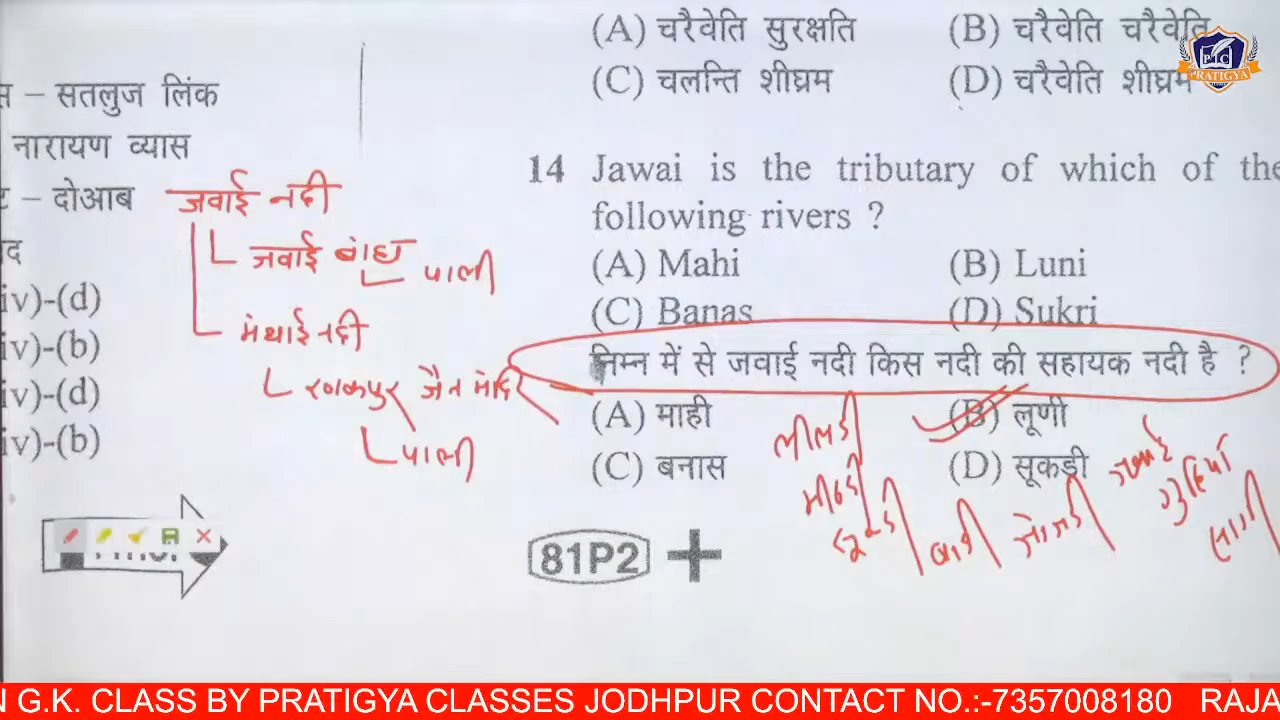 (A) चरैवेति सुरक्षति (B) चरैवेति चरैवेति
(C) चलन्ति शीघ्रम (D) चरैवेति शीघ्रम
PC
PRATIGYA
– सतलुज लिंक
नारायण व्यास
– दोआब
iv)-(d)
iv)-(b)
iv)-(d)
iv)-(b)
जवाई नदी
जवाई बांध
पाली
मथाई नदी
रणकपुर जैन मंदिर
पाली
14 Jawai is the tributary of which of the
following rivers ?
(A) Mahi (B) Luni
(C) Banas (D) Sukri
निम्न में से जवाई नदी किस नदी की सहायक नदी है ?
(A) माही (B) लूणी
(C) बनास (D) सूकड़ी
लीलडी
मीठडी
सूकडी
बांडी
जोजडी
जवाई
गुहिया
सागी
81P2
N G.K. CLASS BY PRATIGYA CLASSES JODHPUR CONTACT NO.:-7357008180 RAJA